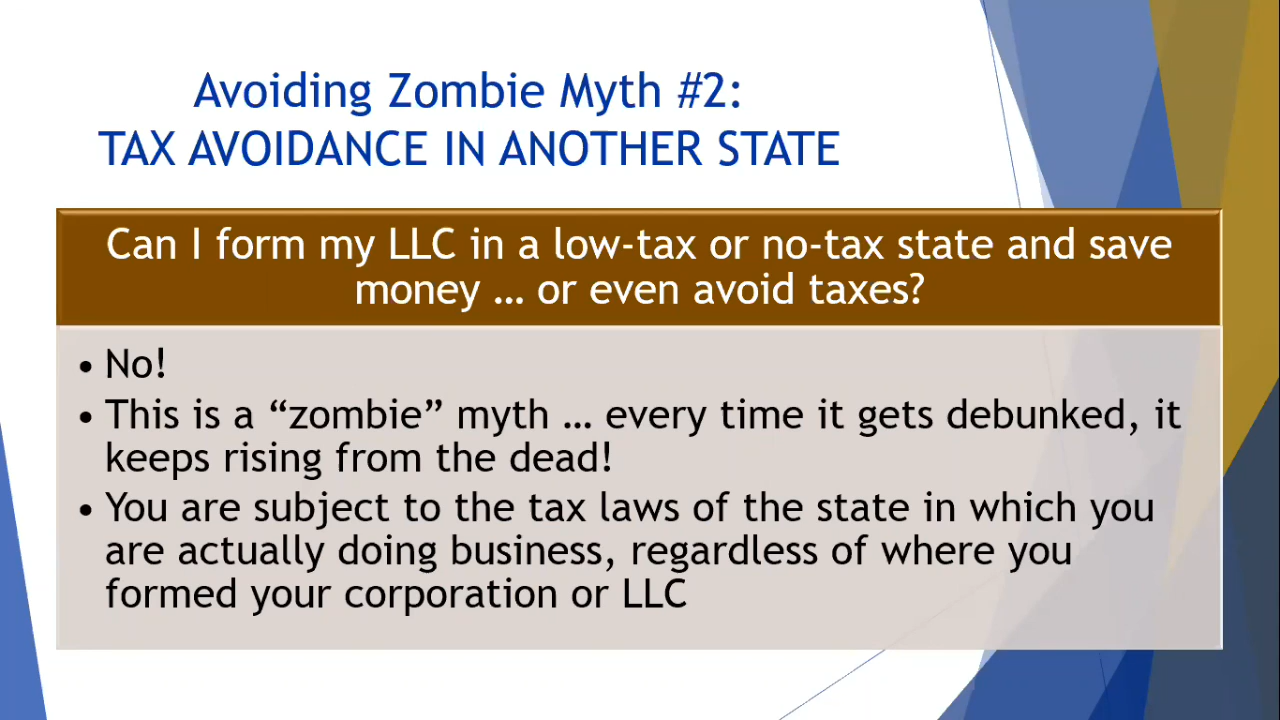 Avoiding Zombie Myth #2:
TAX AVOIDANCE IN ANOTHER STATE
Can I form my LLC in a low-tax or no-tax state and save
money … or even avoid taxes?
• No!
• This is a “zombie” myth … every time it gets debunked, it
keeps rising from the dead!
• You are subject to the tax laws of the state in which you
are actually doing business, regardless of where you
formed your corporation or LLC